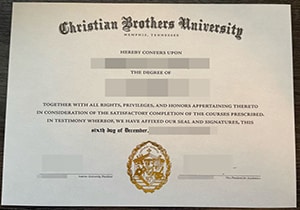 Christian Brothers University
MEMPHIS, TENNESSEE
HEREBY CONFERS UPON
THE DEGREE OF
TOGETHER WITH ALL RIGHTS, PRIVILEGES, AND HONORS APPERTAINING THERETO
IN CONSIDERATION OF THE SATISFACTORY COMPLETION OF THE COURSES PRESCRIBED.
IN TESTIMONY WHEREOF, WE HAVE AFFIXED OUR SEAL AND SIGNATURES, THIS
sixth day of December,